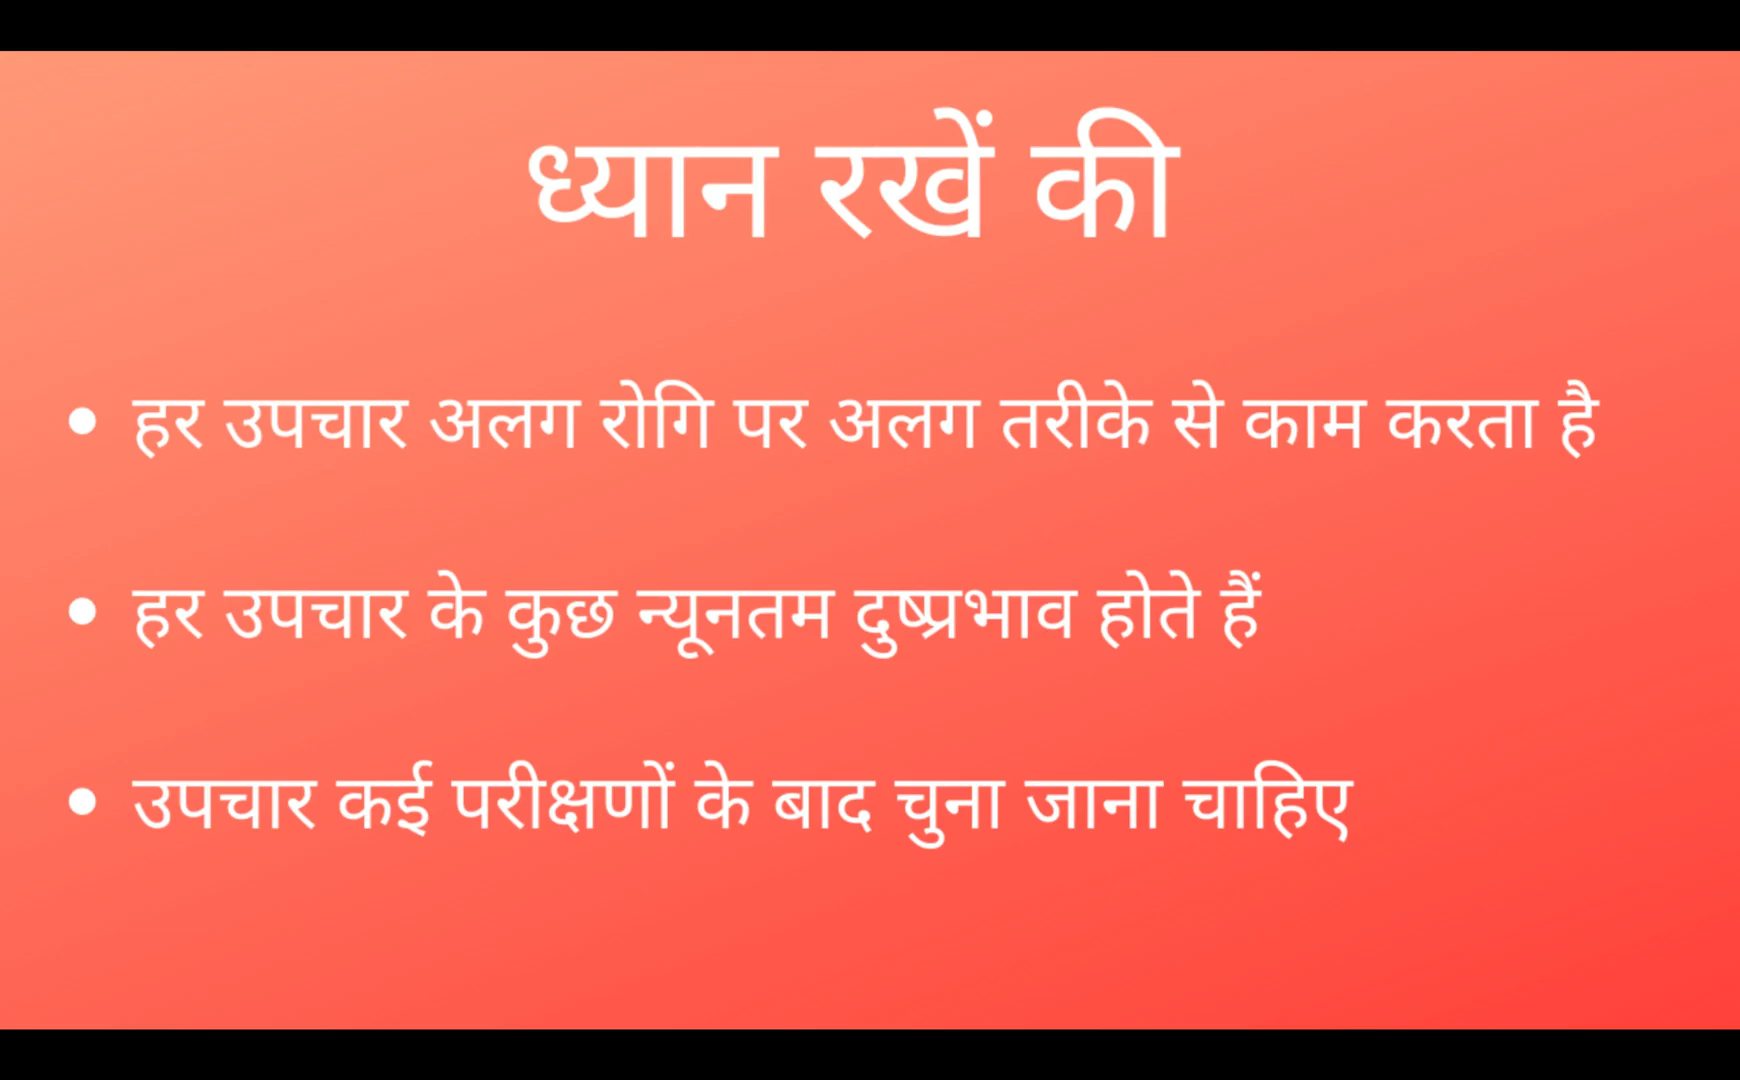 ध्यान रखें की
• हर उपचार अलग रोगि पर अलग तरीके से काम करता है
• हर उपचार के कुछ न्यूनतम दुष्प्रभाव होते हैं
• उपचार कई परीक्षणों के बाद चुना जाना चाहिए